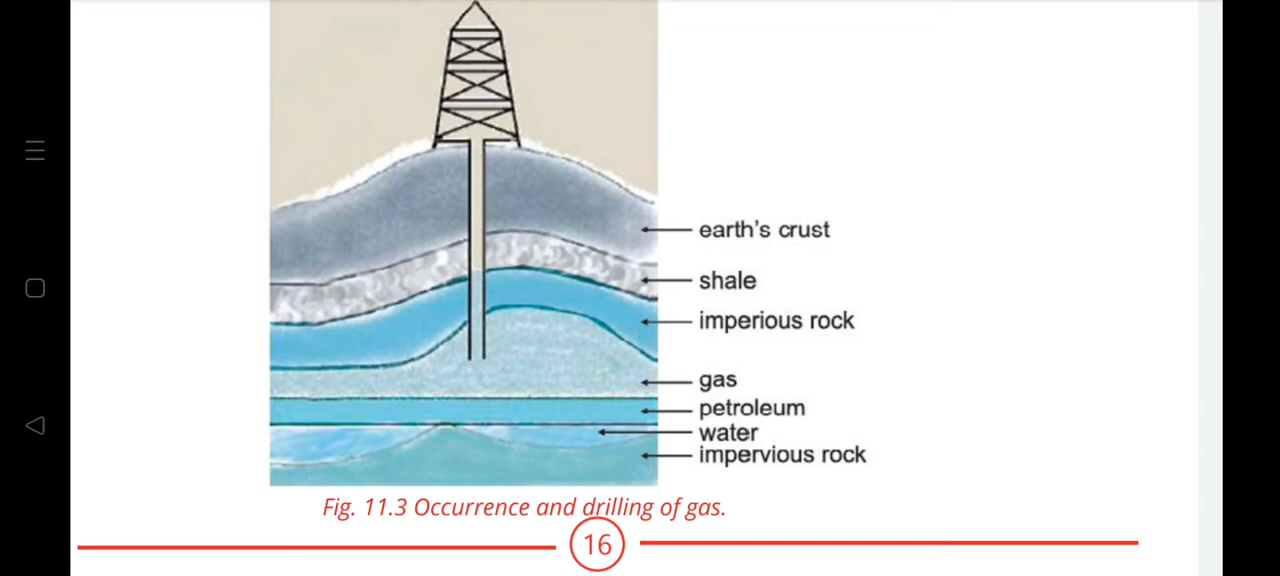 earth's crust
shale
imperious rock
gas
petroleum
water
impervious rock
Fig. 11.3 Occurrence and drilling of gas.
16